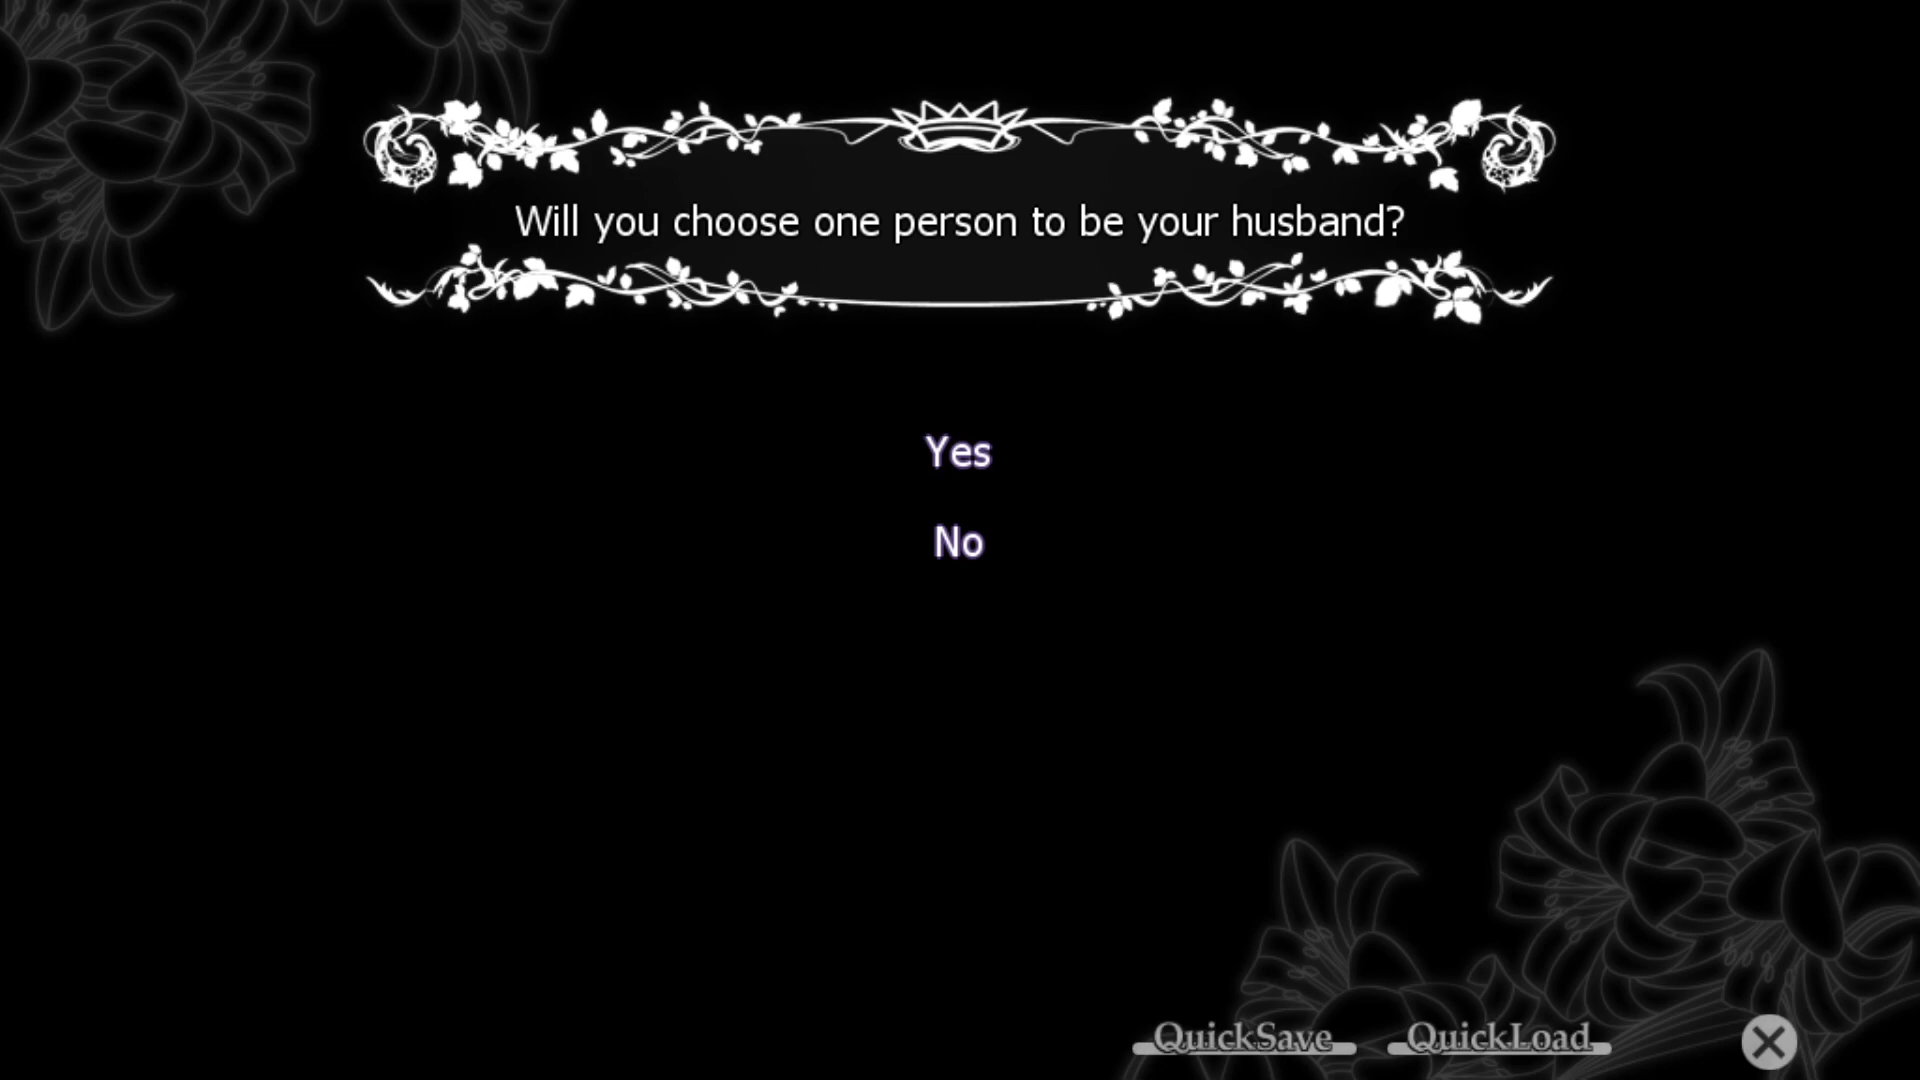 Will you choose one person to be your husband?
Yes
No
QuickSave
QuickLoad